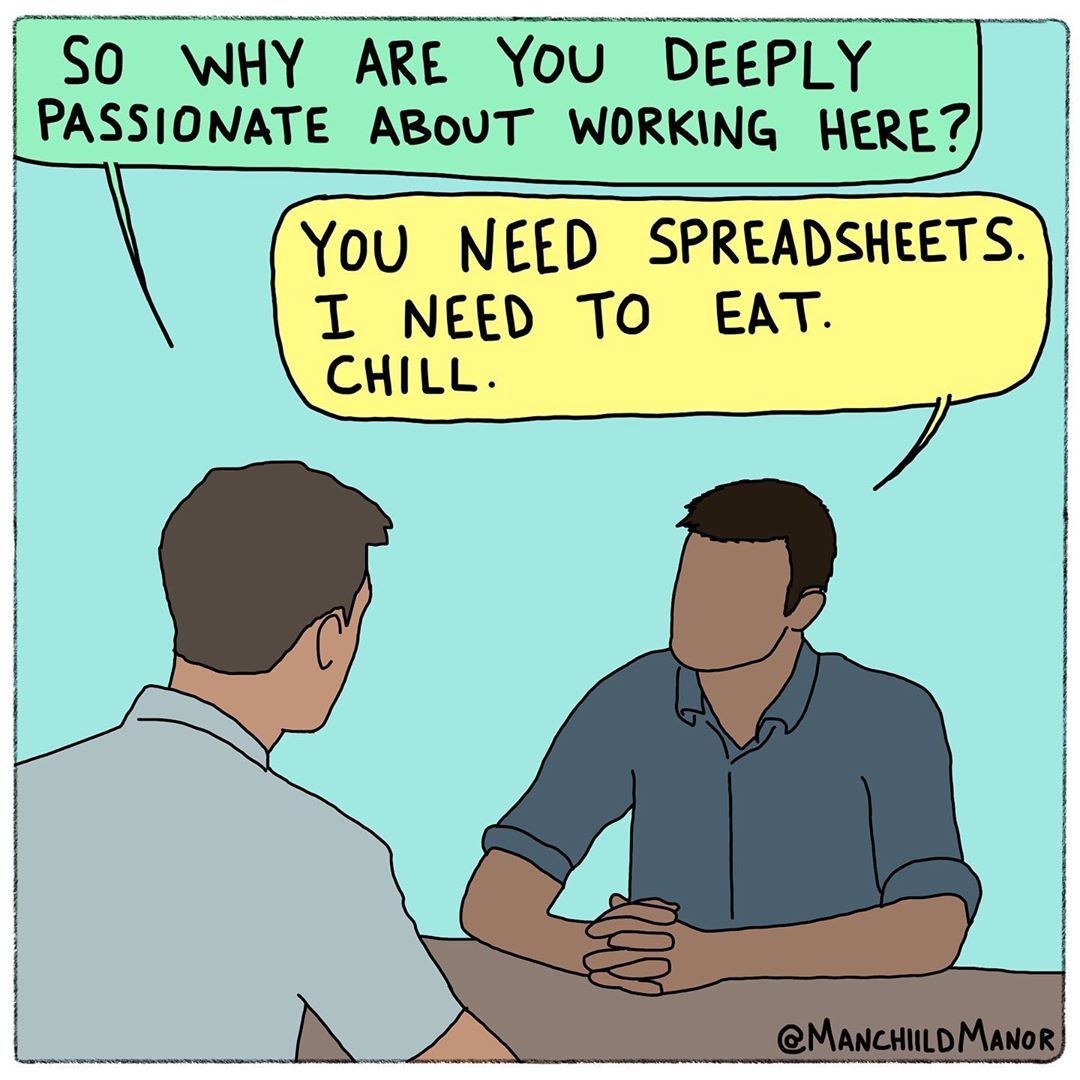 SO WHY ARE YOU DEEPLY
PASSIONATE ABOUT WORKING HERE?
YOU NEED SPREADSHEETS.
I NEED TO EAT.
CHILL.
@MANCHIILDMANOR